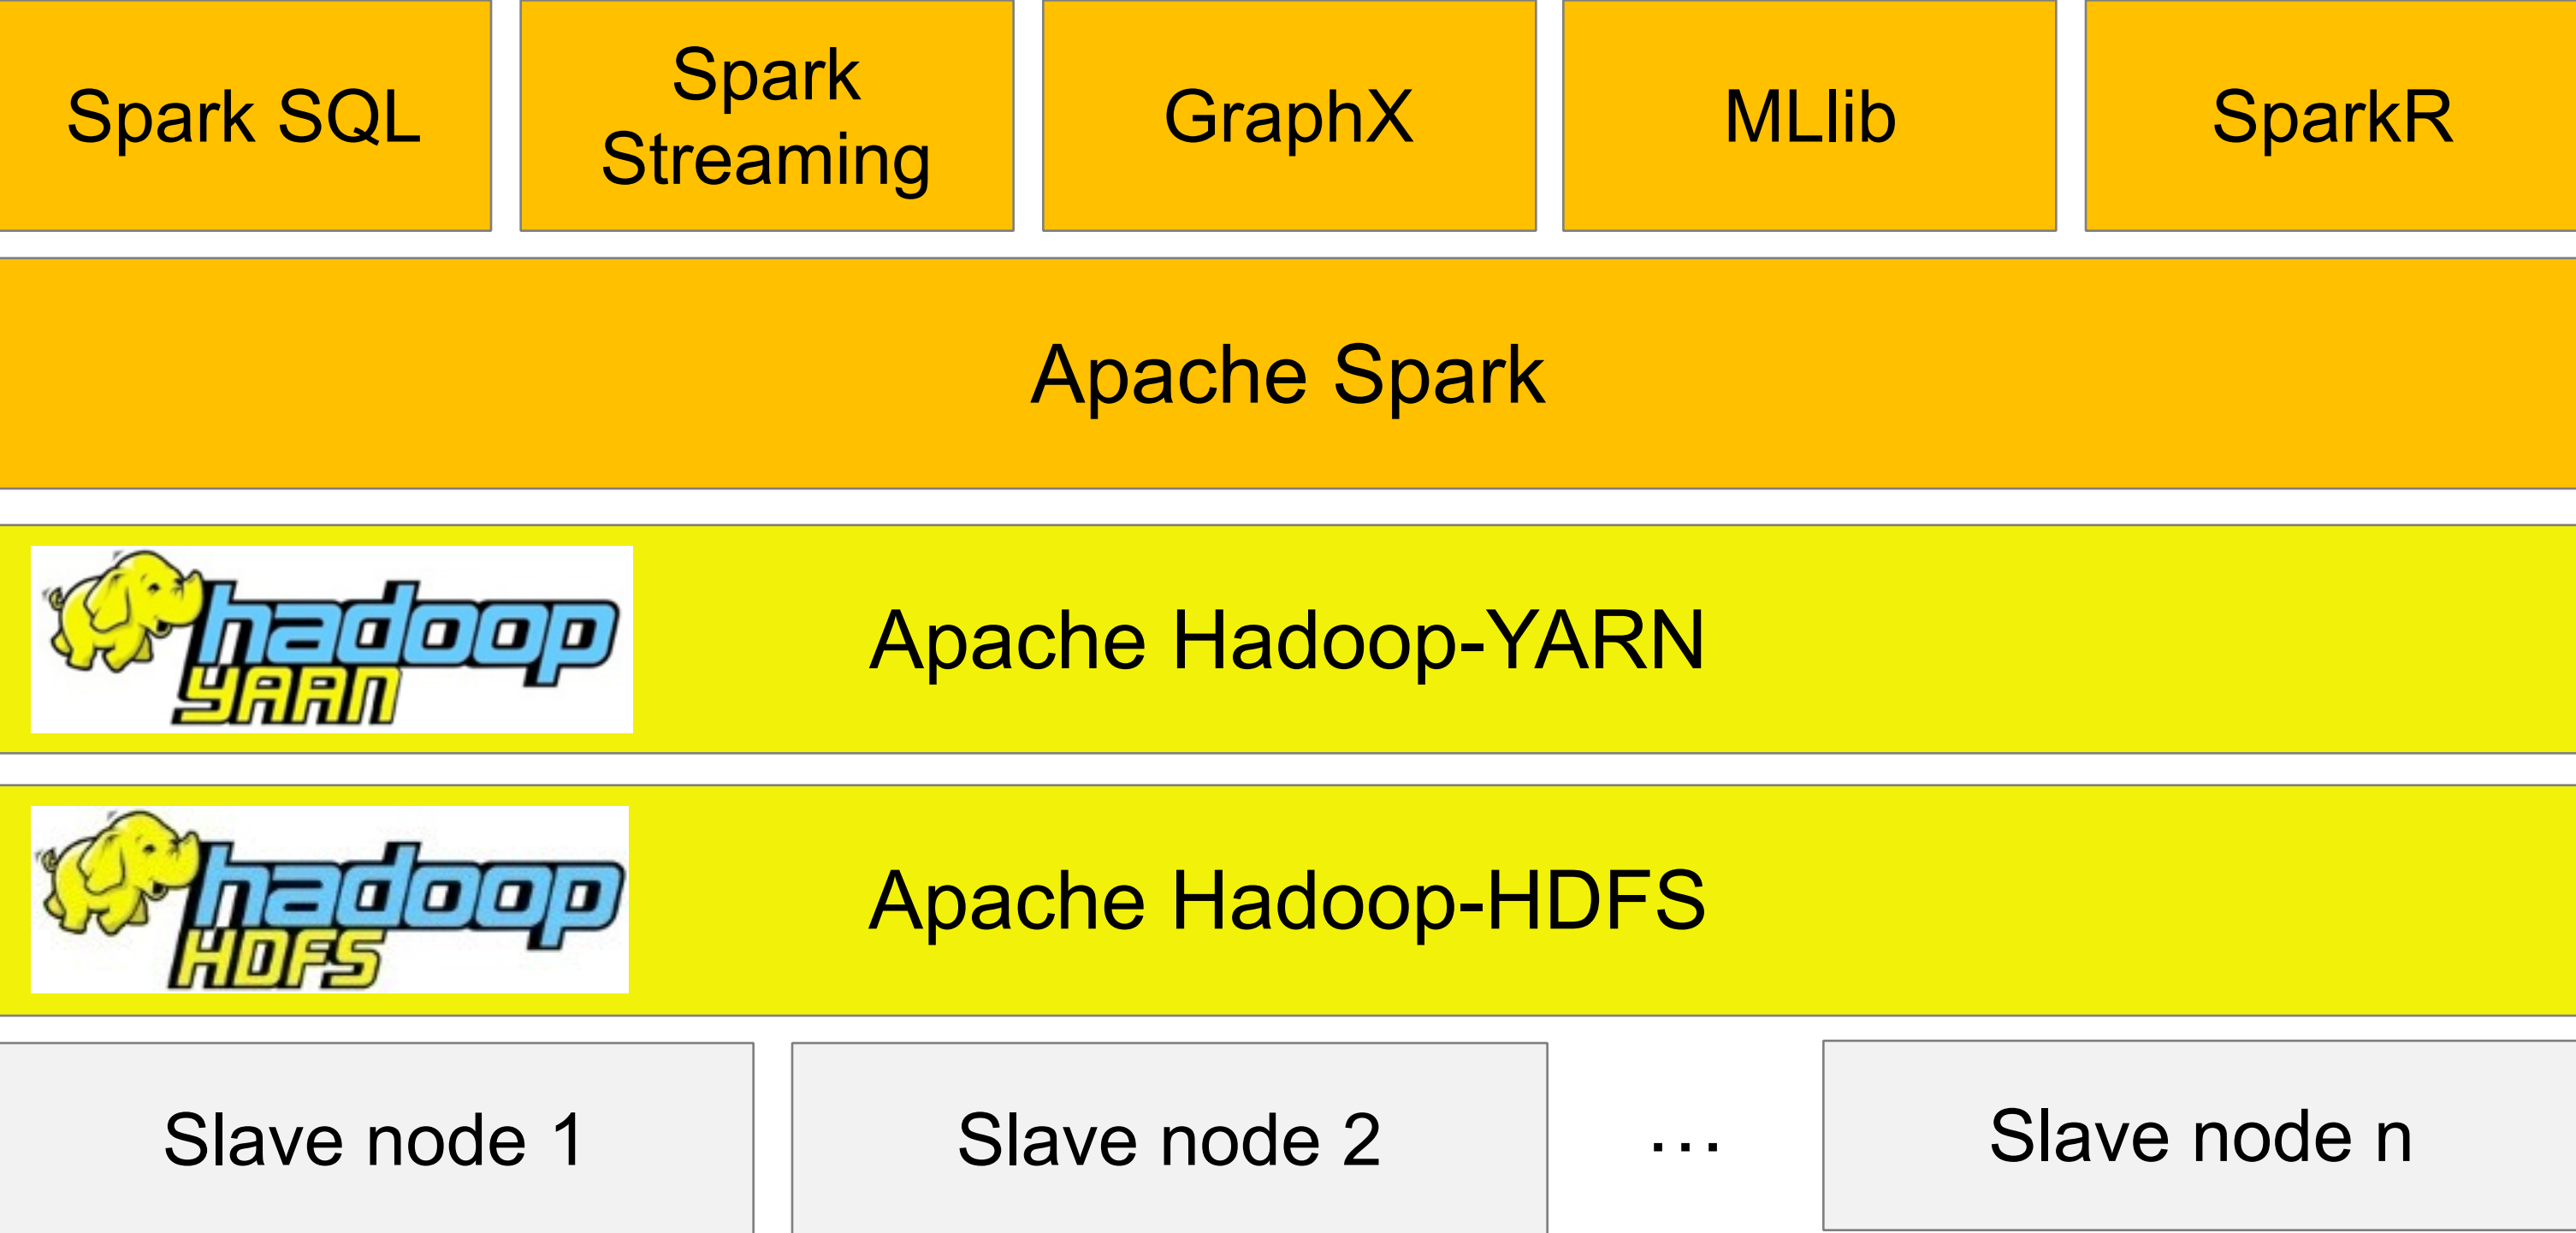 Spark SQL
Spark
Streaming
GraphX
MLlib
SparkR
Apache Spark
hadoop
YARN
Apache Hadoop-YARN
hadoop
HDFS
Apache Hadoop-HDFS
Slave node 1
Slave node 2
...
Slave node n